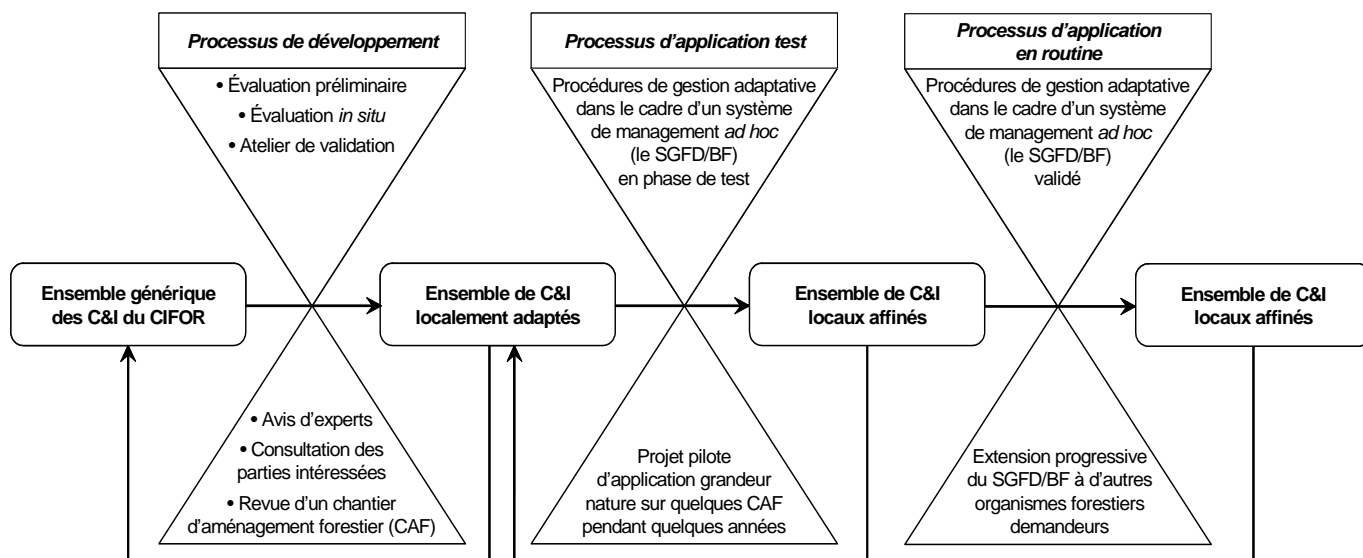 Processus de développement
• Évaluation préliminaire
• Évaluation in situ
• Atelier de validation
Processus d'application test
Procédures de gestion adaptative
dans le cadre d'un système
de management ad hoc
(le SGFD/BF)
en phase de test
Processus d'application
en routine
Procédures de gestion adaptative
dans le cadre d'un système
de management ad hoc
(le SGFD/BF)
validé
Ensemble générique
des C&I du CIFOR
Ensemble de C&I
localement adaptés
Ensemble de C&I
locaux affinés
Ensemble de C&I
locaux affinés
• Avis d'experts
• Consultation des
parties intéressées
• Revue d'un chantier
d'aménagement forestier (CAF)
Projet pilote
d'application grandeur
nature sur quelques CAF
pendant quelques années
Extension progressive
du SGFD/BF à d'autres
organismes forestiers
demandeurs